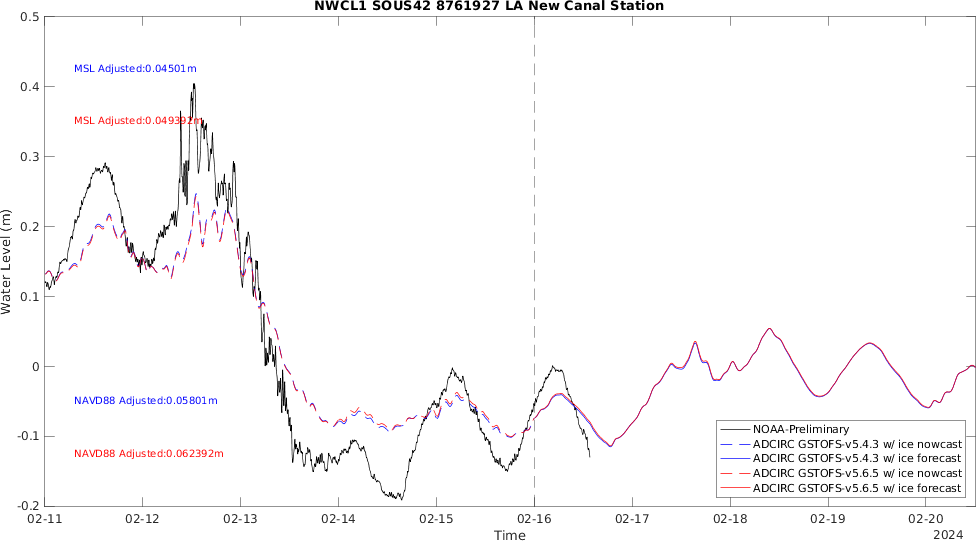 NWCL1 SOUS42 8761927 LA New Canal Station
0.5
0.4
0.3
0.2
0.1
0
-0.1
-0.2
Water Level (m)
MSL Adjusted:0.04501m
MSL Adjusted:0.049392m
NAVD88 Adjusted:0.05801m
NAVD88 Adjusted:0.062392m
NOAA-Preliminary
ADCIRC GSTOFS-v5.4.3 w/ ice nowcast
ADCIRC GSTOFS-v5.4.3 w/ ice forecast
ADCIRC GSTOFS-v5.6.5 w/ ice nowcast
ADCIRC GSTOFS-v5.6.5 w/ ice forecast
02-11 02-12 02-13 02-14 02-15 02-16 02-17 02-18 02-19 02-20
Time
2024